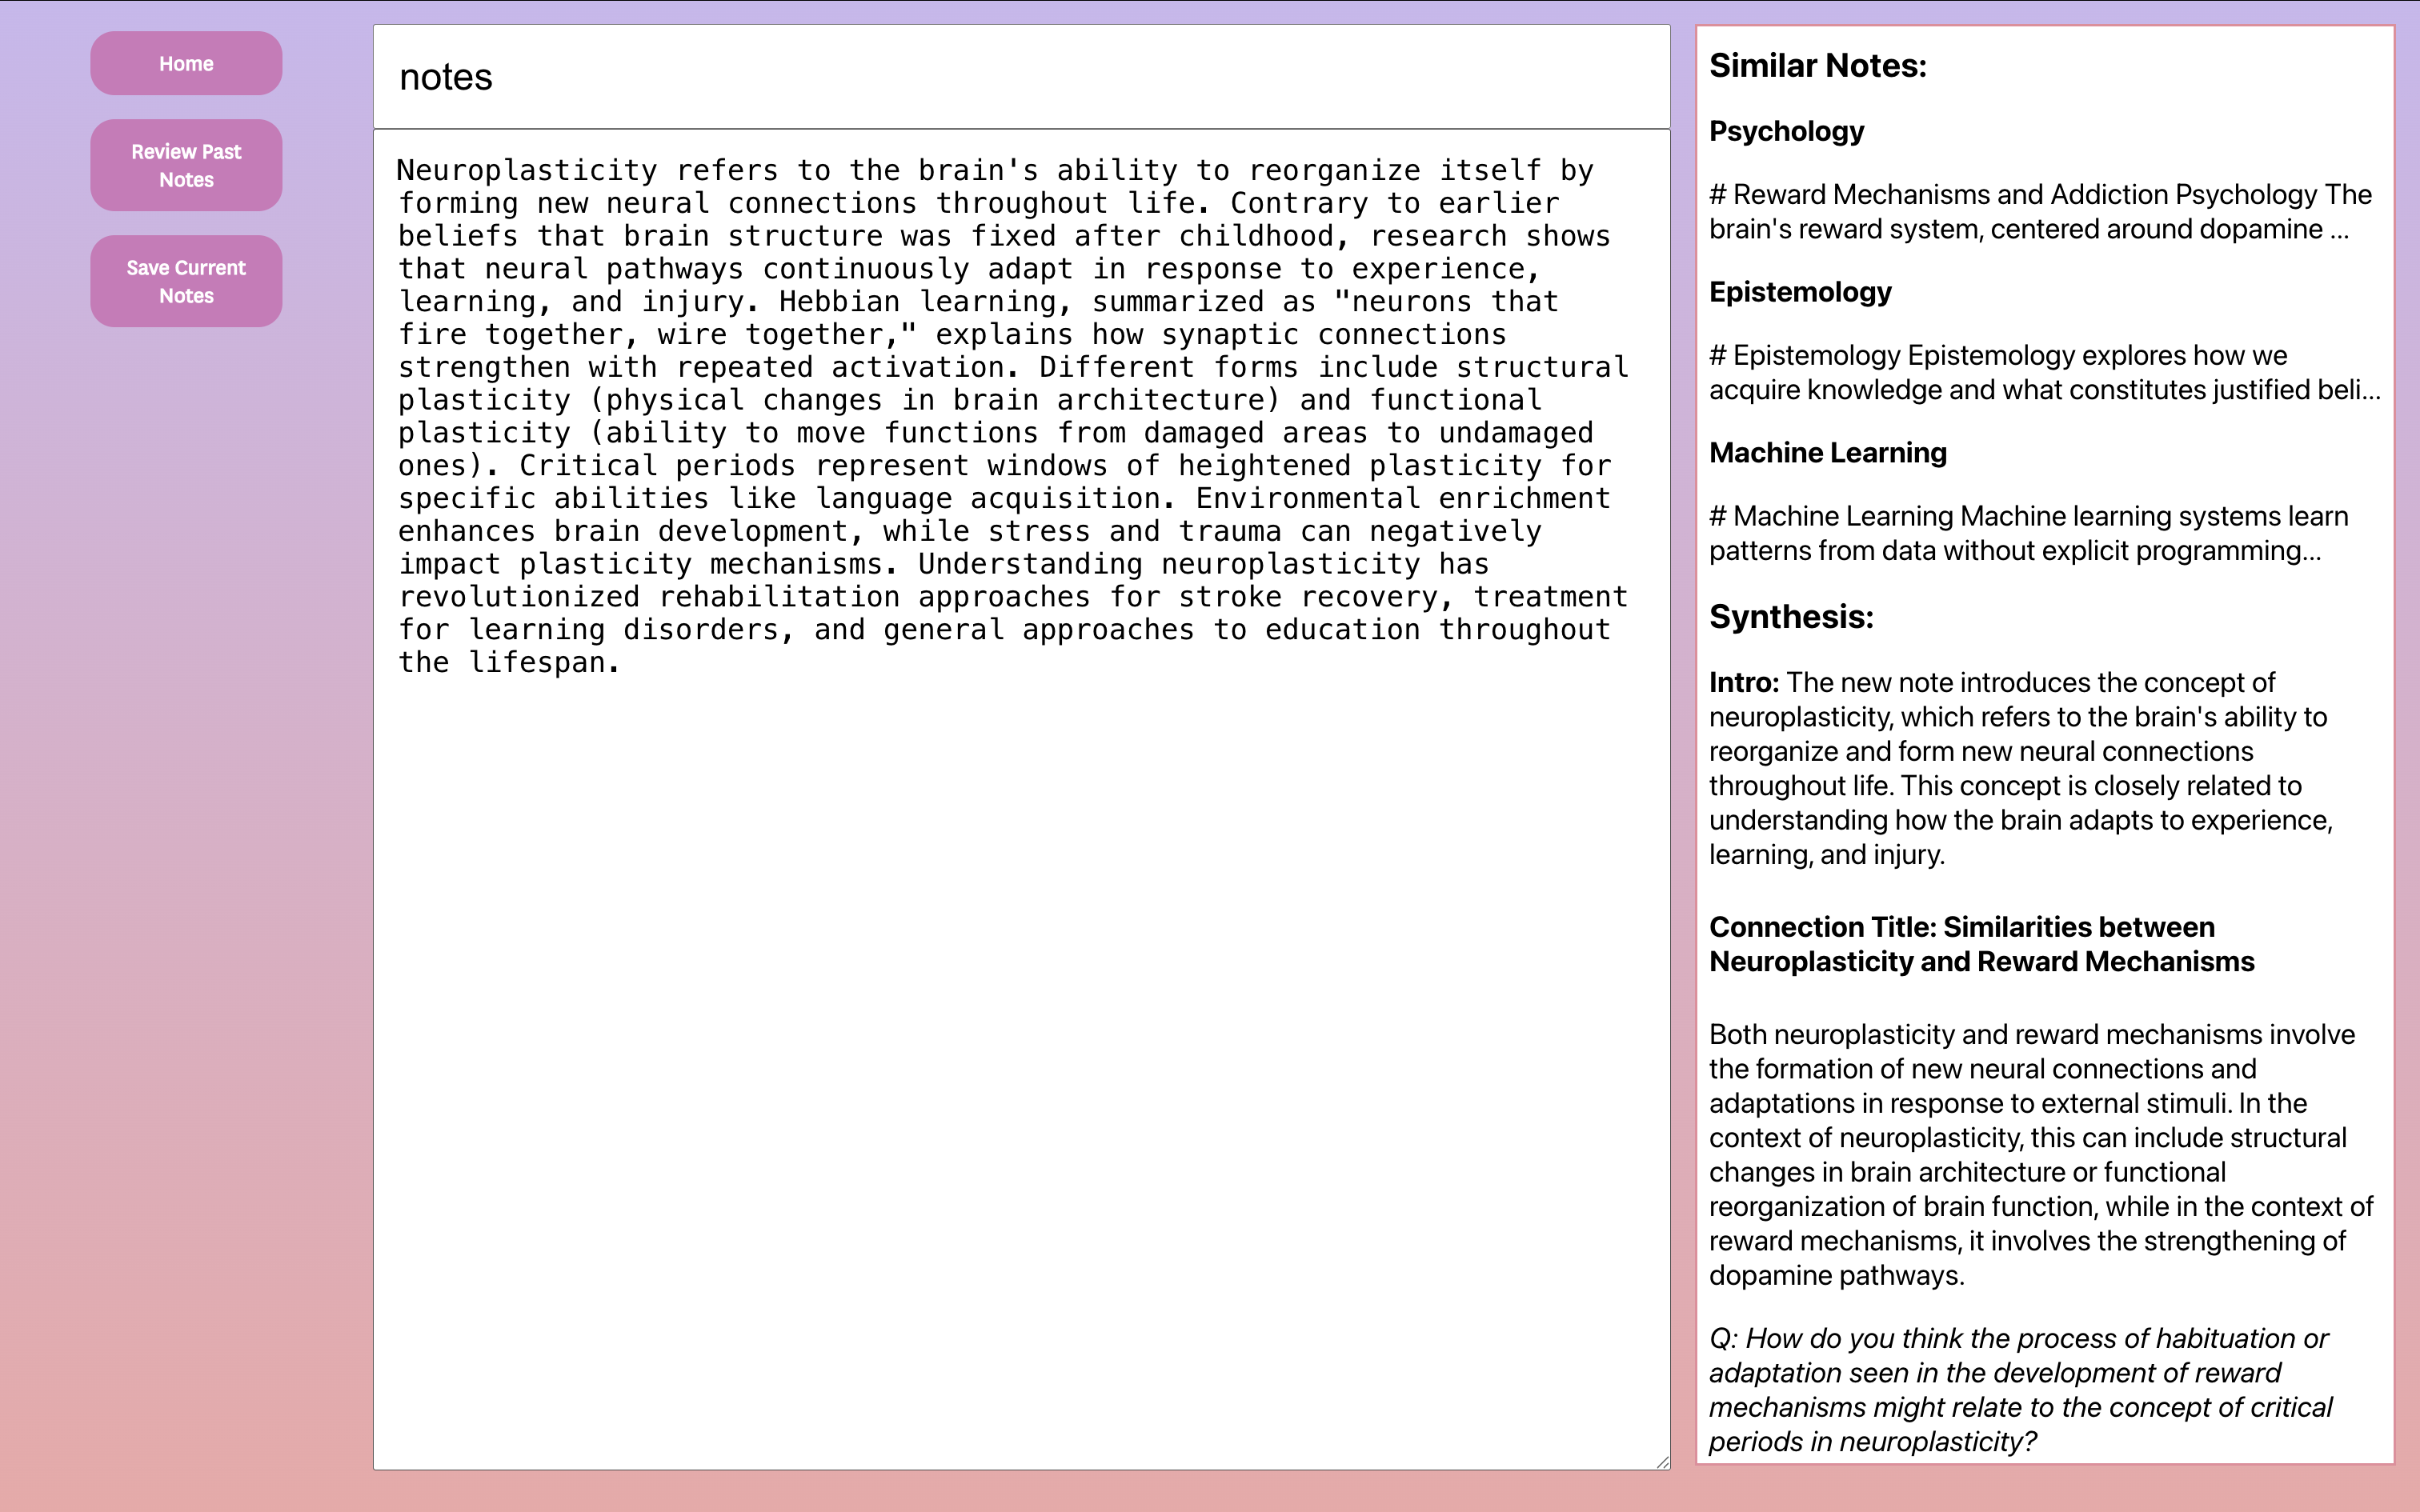 Home
Review Past
Notes
Save Current
Notes
notes
Neuroplasticity refers to the brain's ability to reorganize itself by
forming new neural connections throughout life. Contrary to earlier
beliefs that brain structure was fixed after childhood, research shows
that neural pathways continuously adapt in response to experience,
learning, and injury. Hebbian learning, summarized as "neurons that
fire together, wire together," explains how synaptic connections
strengthen with repeated activation. Different forms include structural
plasticity (physical changes in brain architecture) and functional
plasticity (ability to move functions from damaged areas to undamaged
ones). Critical periods represent windows of heightened plasticity for
specific abilities like language acquisition. Environmental enrichment
enhances brain development, while stress and trauma can negatively
impact plasticity mechanisms. Understanding neuroplasticity has
revolutionized rehabilitation approaches for stroke recovery, treatment
for learning disorders, and general approaches to education throughout
the lifespan.
Similar Notes:
Psychology
# Reward Mechanisms and Addiction Psychology The
brain's reward system, centered around dopamine ...
Epistemology
# Epistemology Epistemology explores how we
acquire knowledge and what constitutes justified beli...
Machine Learning
# Machine Learning Machine learning systems learn
patterns from data without explicit programming...
Synthesis:
Intro: The new note introduces the concept of
neuroplasticity, which refers to the brain's ability to
reorganize and form new neural connections
throughout life. This concept is closely related to
understanding how the brain adapts to experience,
learning, and injury.
Connection Title: Similarities between
Neuroplasticity and Reward Mechanisms
Both neuroplasticity and reward mechanisms involve
the formation of new neural connections and
adaptations in response to external stimuli. In the
context of neuroplasticity, this can include structural
changes in brain architecture or functional
reorganization of brain function, while in the context of
reward mechanisms, it involves the strengthening of
dopamine pathways.
Q: How do you think the process of habituation or
adaptation seen in the development of reward
mechanisms might relate to the concept of critical
periods in neuroplasticity?